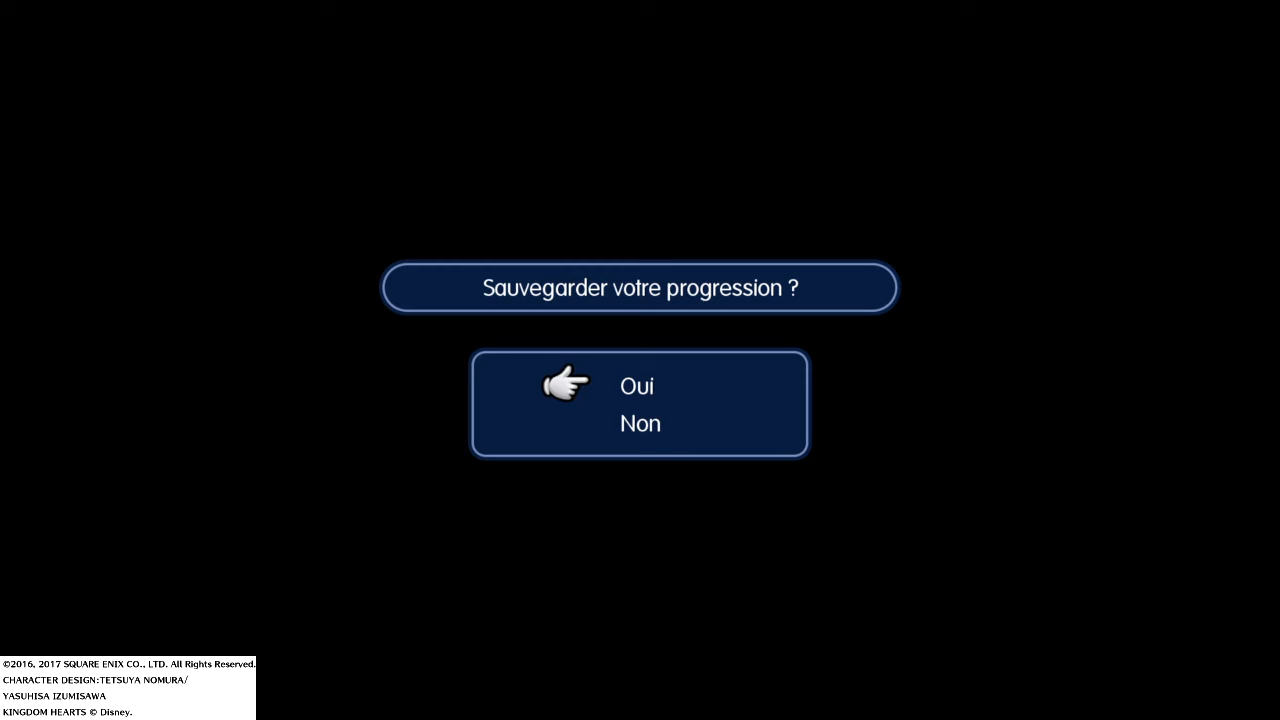 Sauvegarder votre progression ?
Oui
Non
©2016, 2017 SQUARE ENIX CO., LTD. All Rights Reserved.
CHARACTER DESIGN:TETSUYA NOMURA/
YASUHISA IZUMISAWA
KINGDOM HEARTS © Disney.